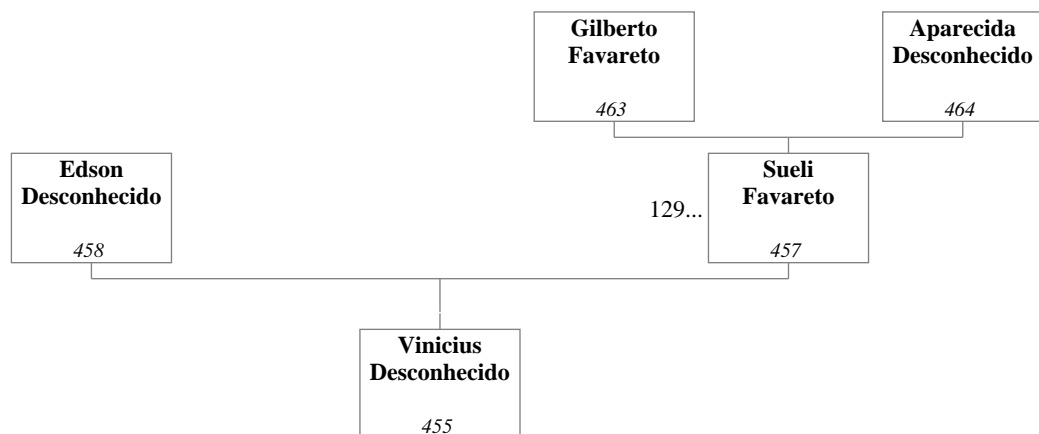 Gilberto
Favareto
463
Aparecida
Desconhecido
464
Edson
Desconhecido
458
129...
Sueli
Favareto
457
Vinicius
Desconhecido
455